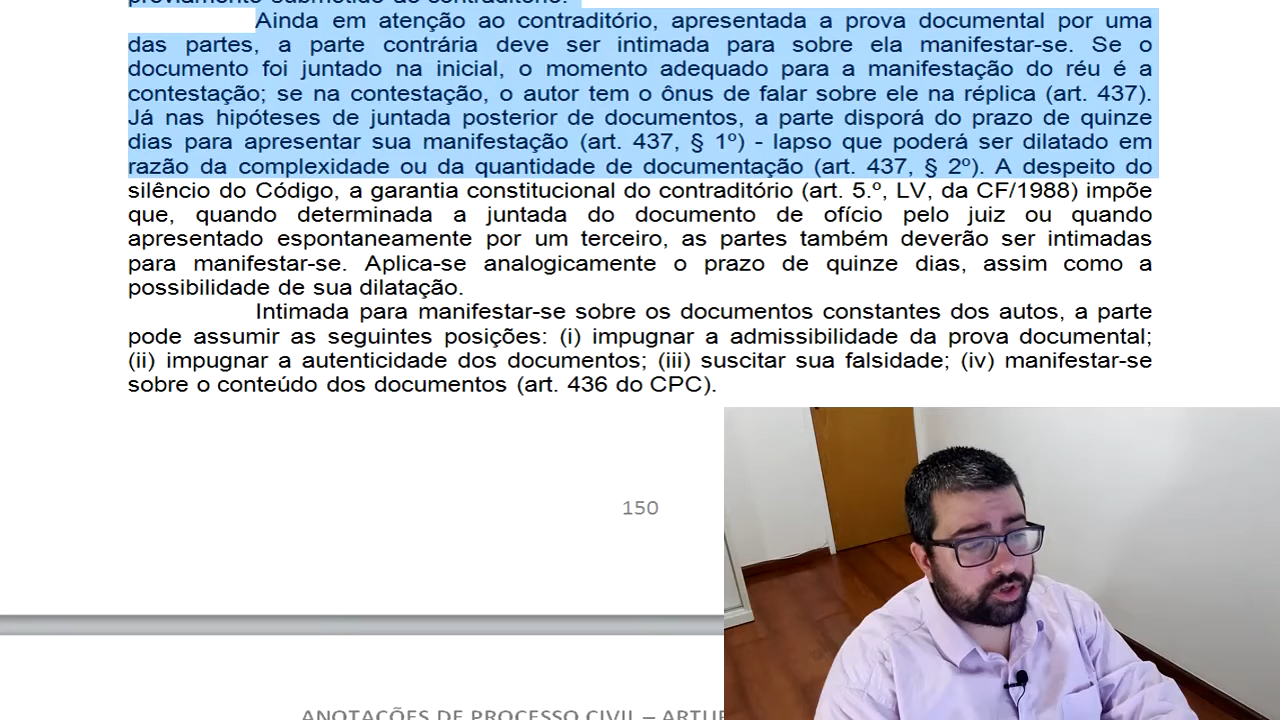 previamente submetido ao contraditório.
Ainda em atenção ao contraditório, apresentada a prova documental por uma
das partes, a parte contrária deve ser intimada para sobre ela manifestar-se. Se o
documento foi juntado na inicial, o momento adequado para a manifestação do réu é a
contestação; se na contestação, o autor tem o ônus de falar sobre ele na réplica (art. 437).
Já nas hipóteses de juntada posterior de documentos, a parte disporá do prazo de quinze
dias para apresentar sua manifestação (art. 437, § 1º) - lapso que poderá ser dilatado em
razão da complexidade ou da quantidade de documentação (art. 437, § 2º). A despeito do
silêncio do Código, a garantia constitucional do contraditório (art. 5.º, LV, da CF/1988) impõe
que, quando determinada a juntada do documento de ofício pelo juiz ou quando
apresentado espontaneamente por um terceiro, as partes também deverão ser intimadas
para manifestar-se. Aplica-se analogicamente o prazo de quinze dias, assim como a
possibilidade de sua dilatação.
Intimada para manifestar-se sobre os documentos constantes dos autos, a parte
pode assumir as seguintes posições: (i) impugnar a admissibilidade da prova documental;
(ii) impugnar a autenticidade dos documentos; (iii) suscitar sua falsidade; (iv) manifestar-se
sobre o conteúdo dos documentos (art. 436 do CPC).
150
ANOTAÇÕES DE PROCESSO CIVIL – ARTUR